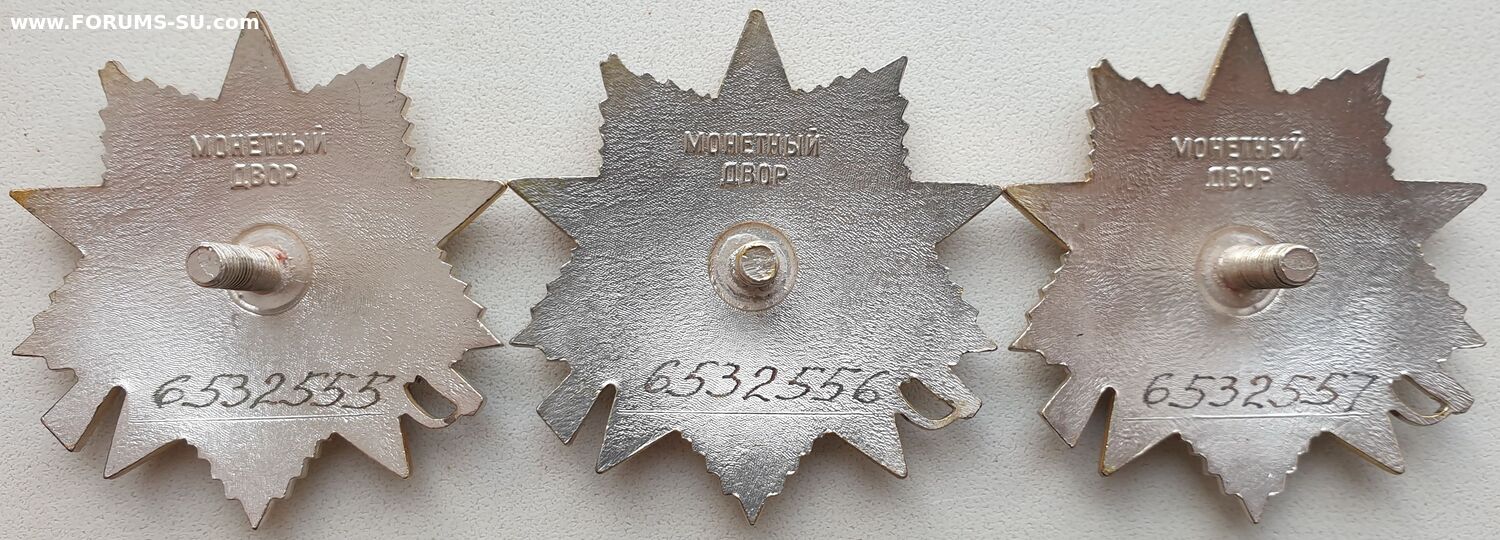 www.FORUMS-SU.com
МОНЕТНЫЙ
ДВОР
6532555
МОНЕТНЫЙ
ДВОР
6532556
МОНЕТНЫЙ
ДВОР
6532557